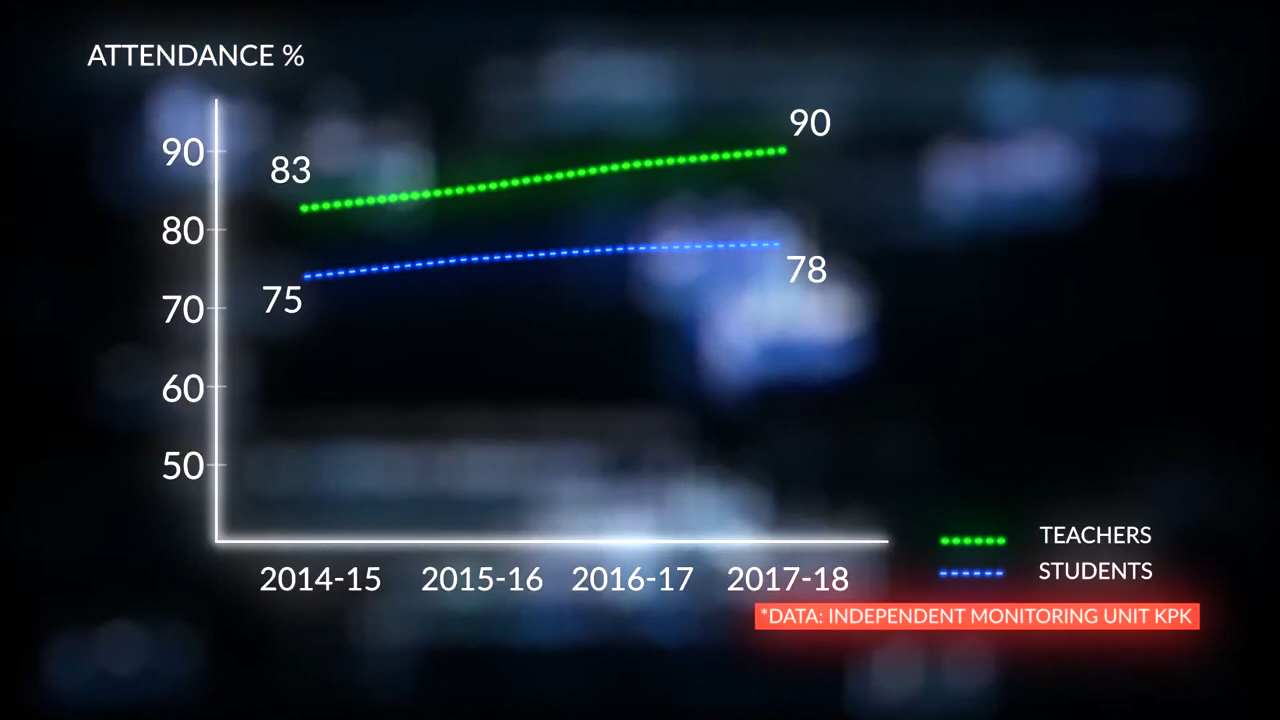 ATTENDANCE %
90
83
90
80
75
78
70
60
50
2014-15 2015-16 2016-17 2017-18
TEACHERS
STUDENTS
*DATA: INDEPENDENT MONITORING UNIT KPK